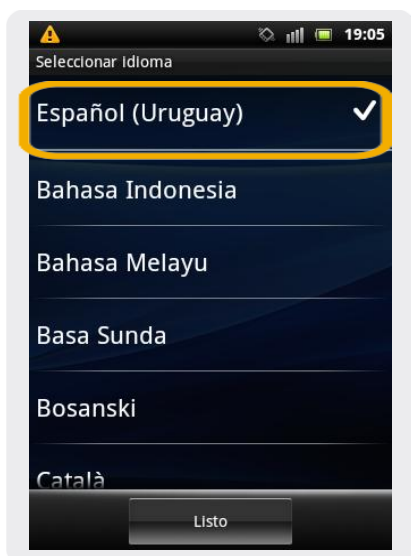 19:05
Seleccionar idioma
Español (Uruguay)
Bahasa Indonesia
Bahasa Melayu
Basa Sunda
Bosanski
Català
Listo